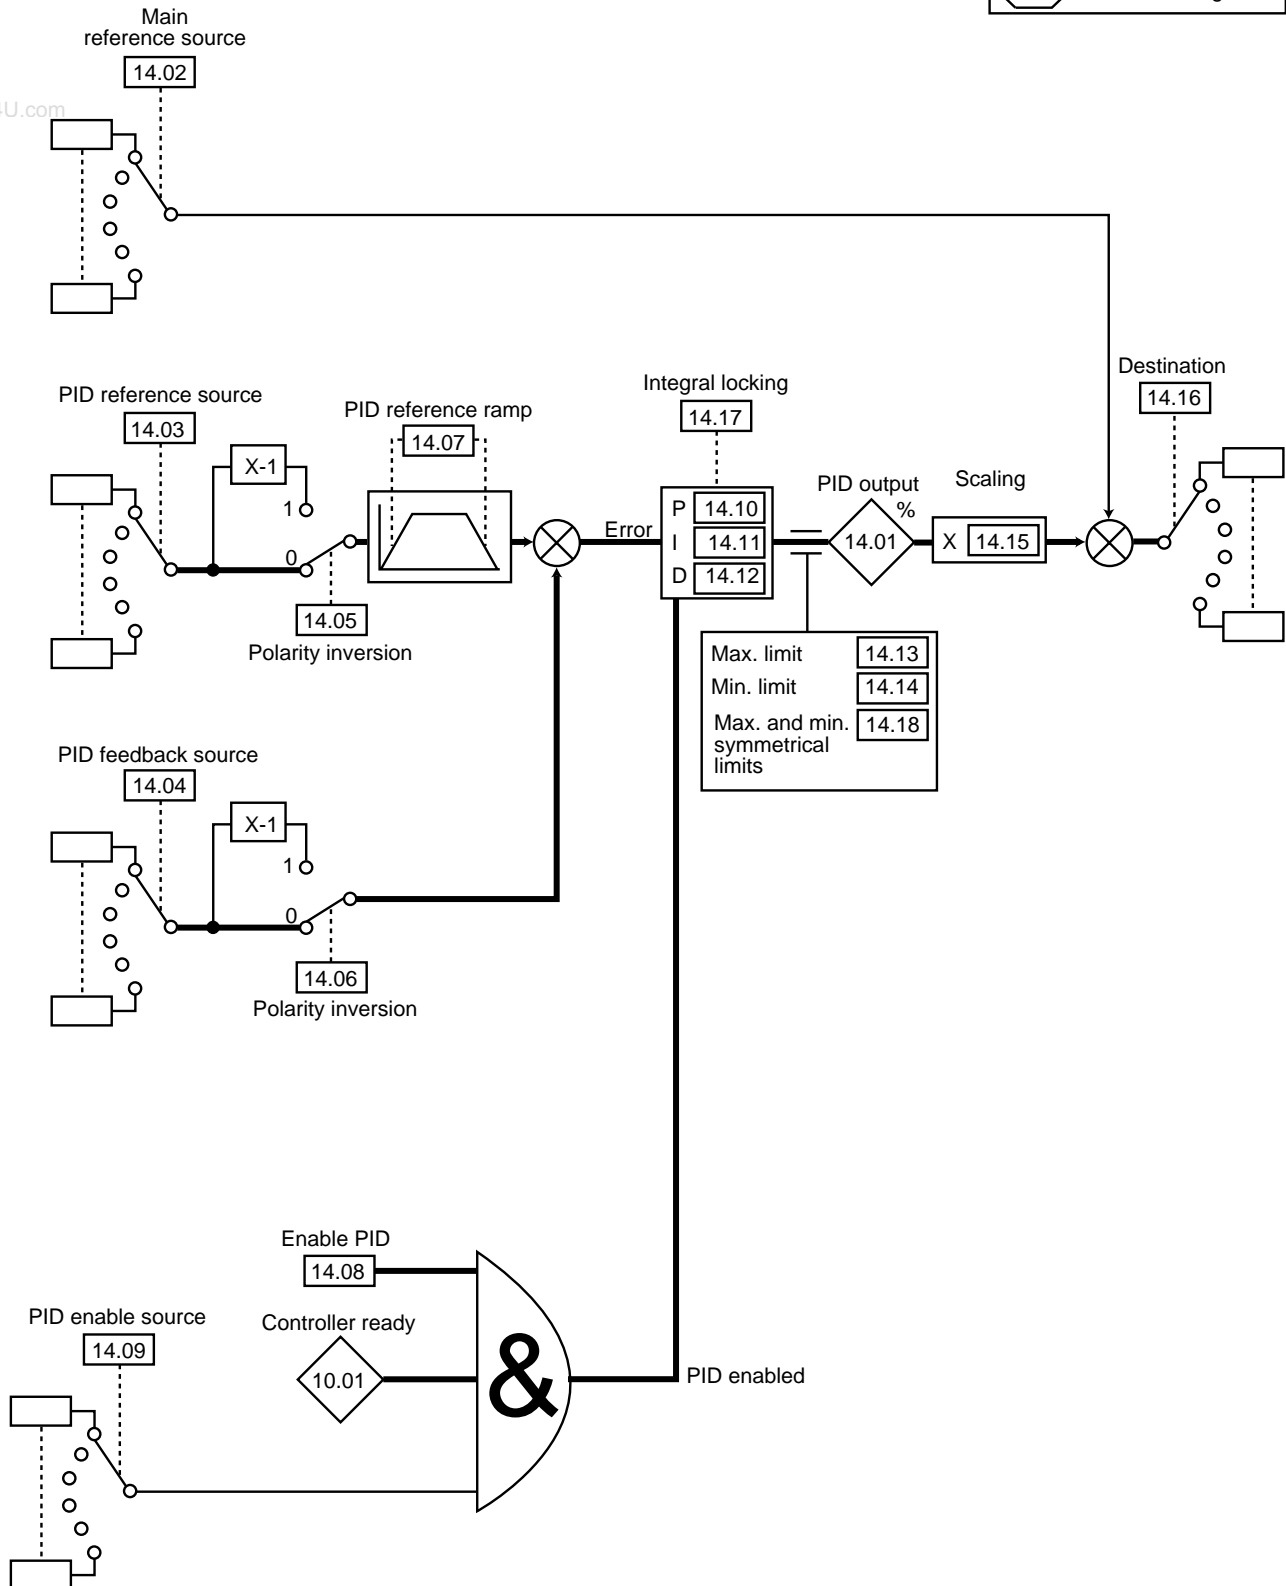 Main
reference source
14.02
4U.com
Destination
14.16
PID reference source
14.03
X-1
1
0
14.05
Polarity inversion
PID reference ramp
14.07
Error
Integral locking
14.17
P 14.10
I 14.11
D 14.12
PID output
%
14.01
Scaling
X 14.15
Max. limit 14.13
Min. limit 14.14
Max. and min. 14.18
symmetrical
limits
PID feedback source
14.04
X-1
1
0
14.06
Polarity inversion
Enable PID
14.08
Controller ready
10.01
PID enable source
14.09
&
PID enabled